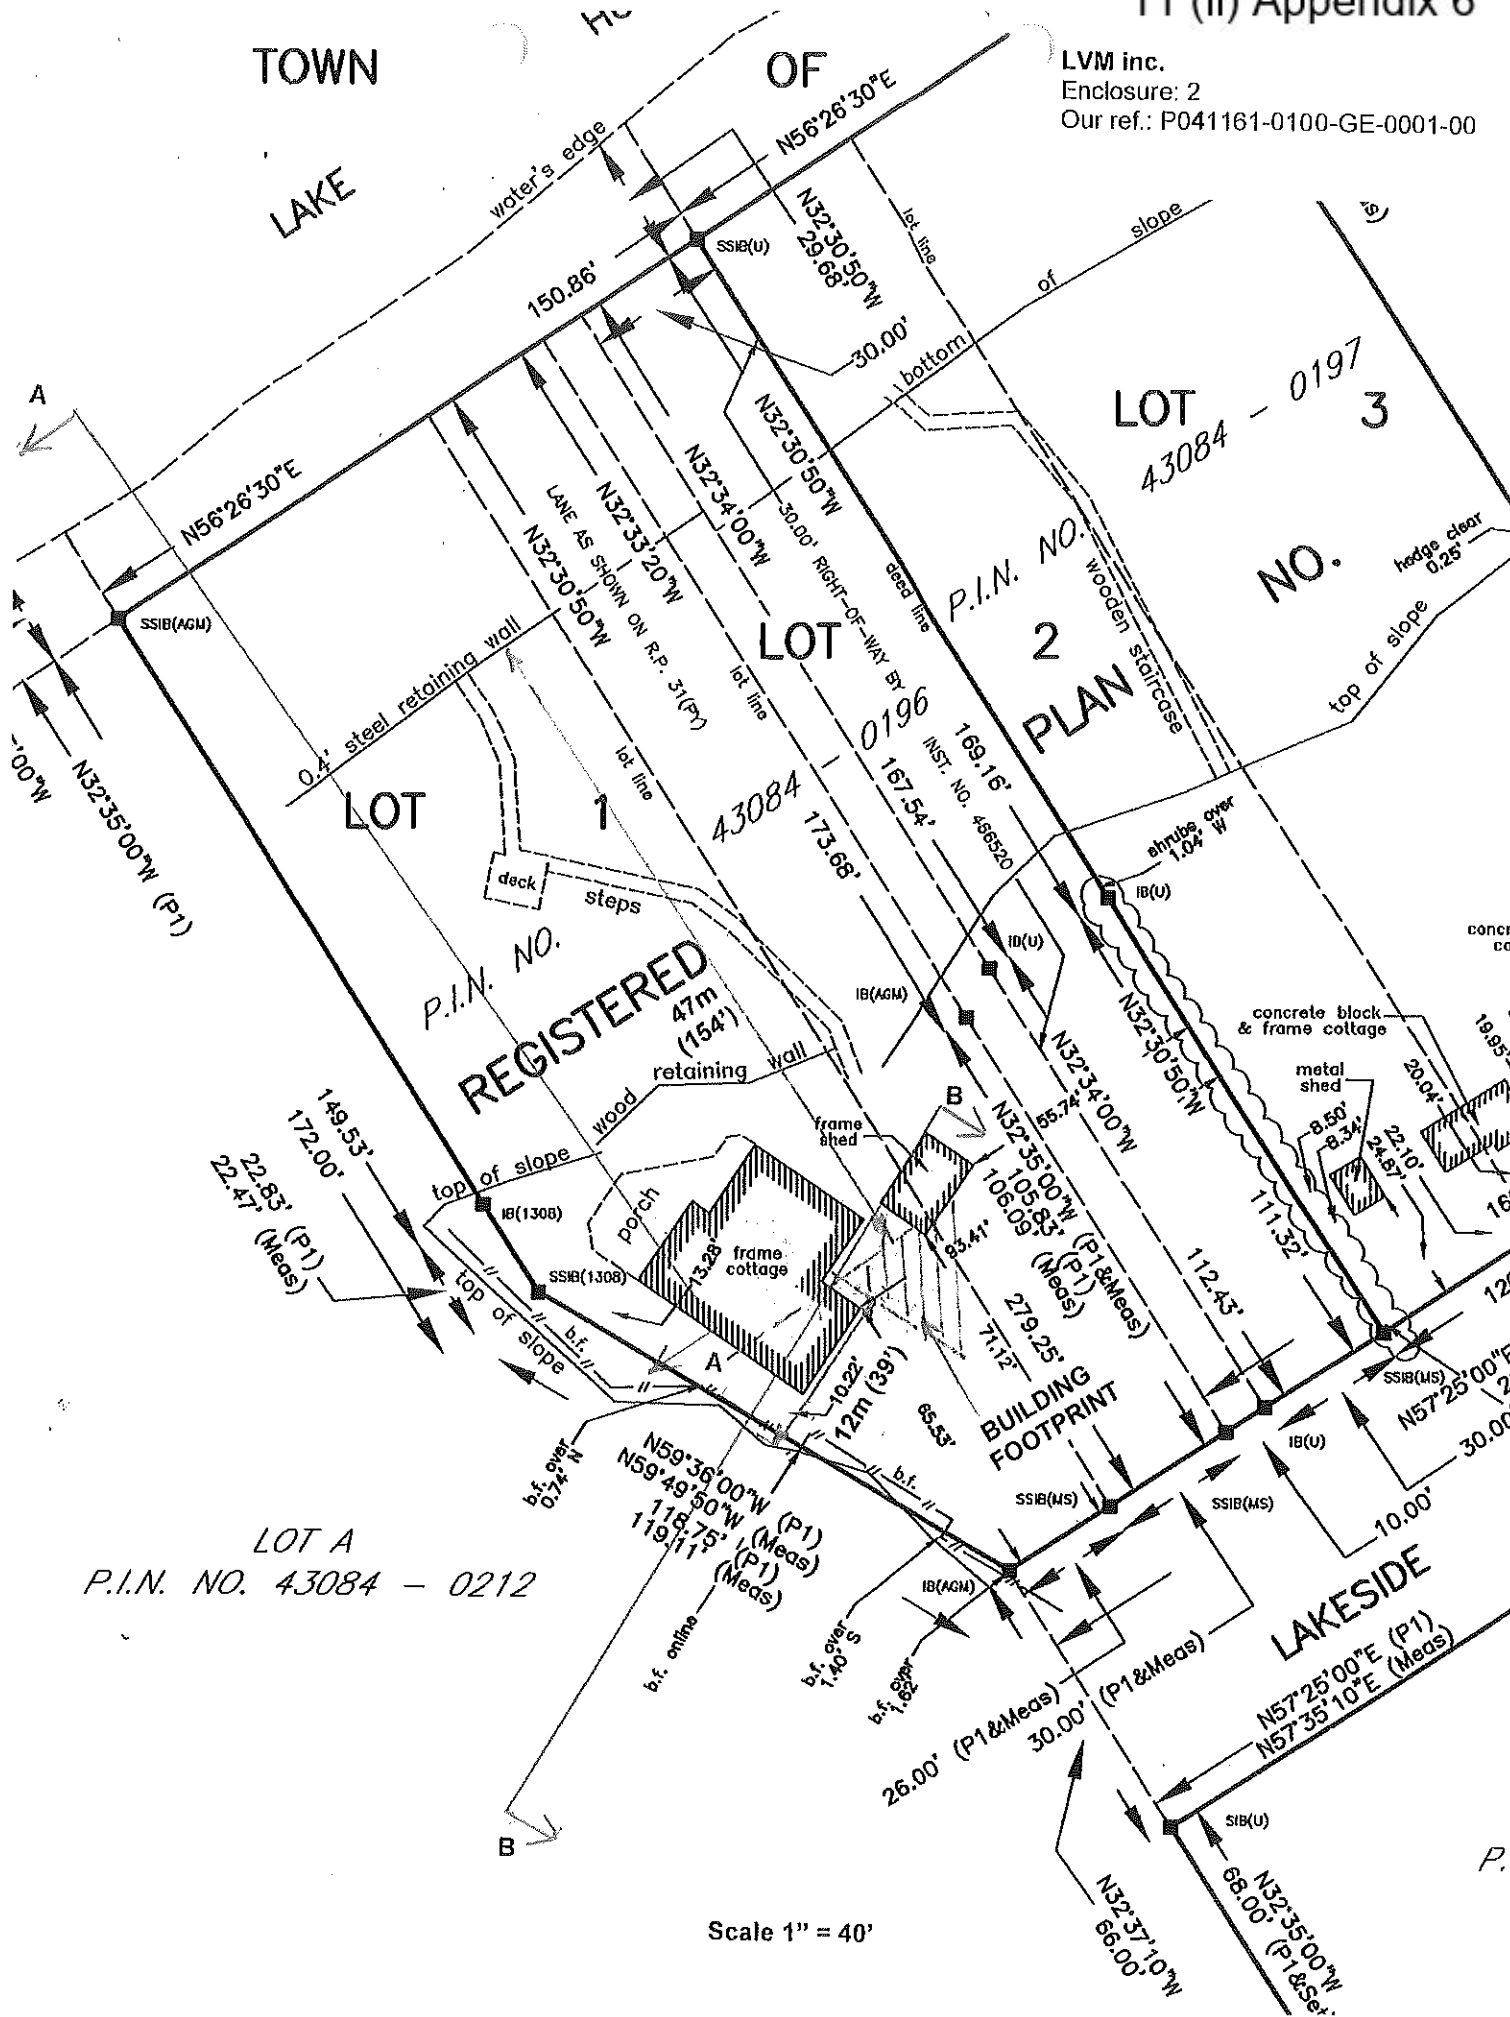 11 (ii) Appendix 6
LVM inc.
Enclosure: 2
Our ref.: P041161-0100-GE-0001-00
TOWN
OF
LAKE
water's edge
N56°26'30"E
SSIB(U)
N32°30'50"W
29.68'
lot line
bottom
of
slope
150.86'
30.00'
A
N56°26'30"E
SSIB(AGM)
LOT
3
43084 - 0197
P.I.N. NO.
NO.
hedge clear
0.25'
top of slope
N32°30'50"W
N32°34'00"W
N32°33'20"W
N32°30'50"W
LANE AS SHOWN ON R.P. 31(PY)
30.00' RIGHT-OF-WAY BY
INST. NO. 466520
deed line
wooden staircase
0.4' steel retaining wall
LOT
2
PLAN
lot line
lot line
N32°35'00"W (P1)
LOT
1
43084 - 0196
169.16'
167.54'
173.68'
shrubs over
1.04' W
IB(U)
deck
steps
P.I.N. NO.
REGISTERED
47m
(154')
IB(U)
IB(AGM)
concrete block
& frame cottage
metal
shed
N32°30'50"W
N32°34'00"W
19.95'
20.04'
8.50'
8.34'
22.10'
24.87'
wood
retaining wall
B
55.74'
frame
shed
149.53'
172.00'
22.83' (P1)
22.47' (Meas)
top of slope
IB(1308)
SSIB(1308)
porch
frame
cottage
13.28'
N32°35'00"W (P1&Meas)
105.83' (P1)
106.09' (Meas)
93.41'
279.25'
71.12'
112.43'
111.32'
top of slope
b.f.
A
10.22'
12m (39')
65.53'
BUILDING
FOOTPRINT
SSIB(MS)
N57°25'00"E
30.00'
IB(U)
SSIB(MS)
SSIB(MS)
10.00'
b.f. over
0.74' N
b.f.
N59°36'00"W (P1)
N59°49'50"W (Meas)
118.75' (P1)
119.11' (Meas)
b.f. online
LOT A
P.I.N. NO. 43084 - 0212
IB(AGM)
b.f. over
1.40' S
b.f. over
1.62'
LAKESIDE
26.00' (P1&Meas)
30.00' (P1&Meas)
N57°25'00"E (P1)
N57°35'10"E (Meas)
SIB(U)
B
N32°37'10"W
66.00'
N32°35'00"W
68.00' (P1&Set
Scale 1" = 40'